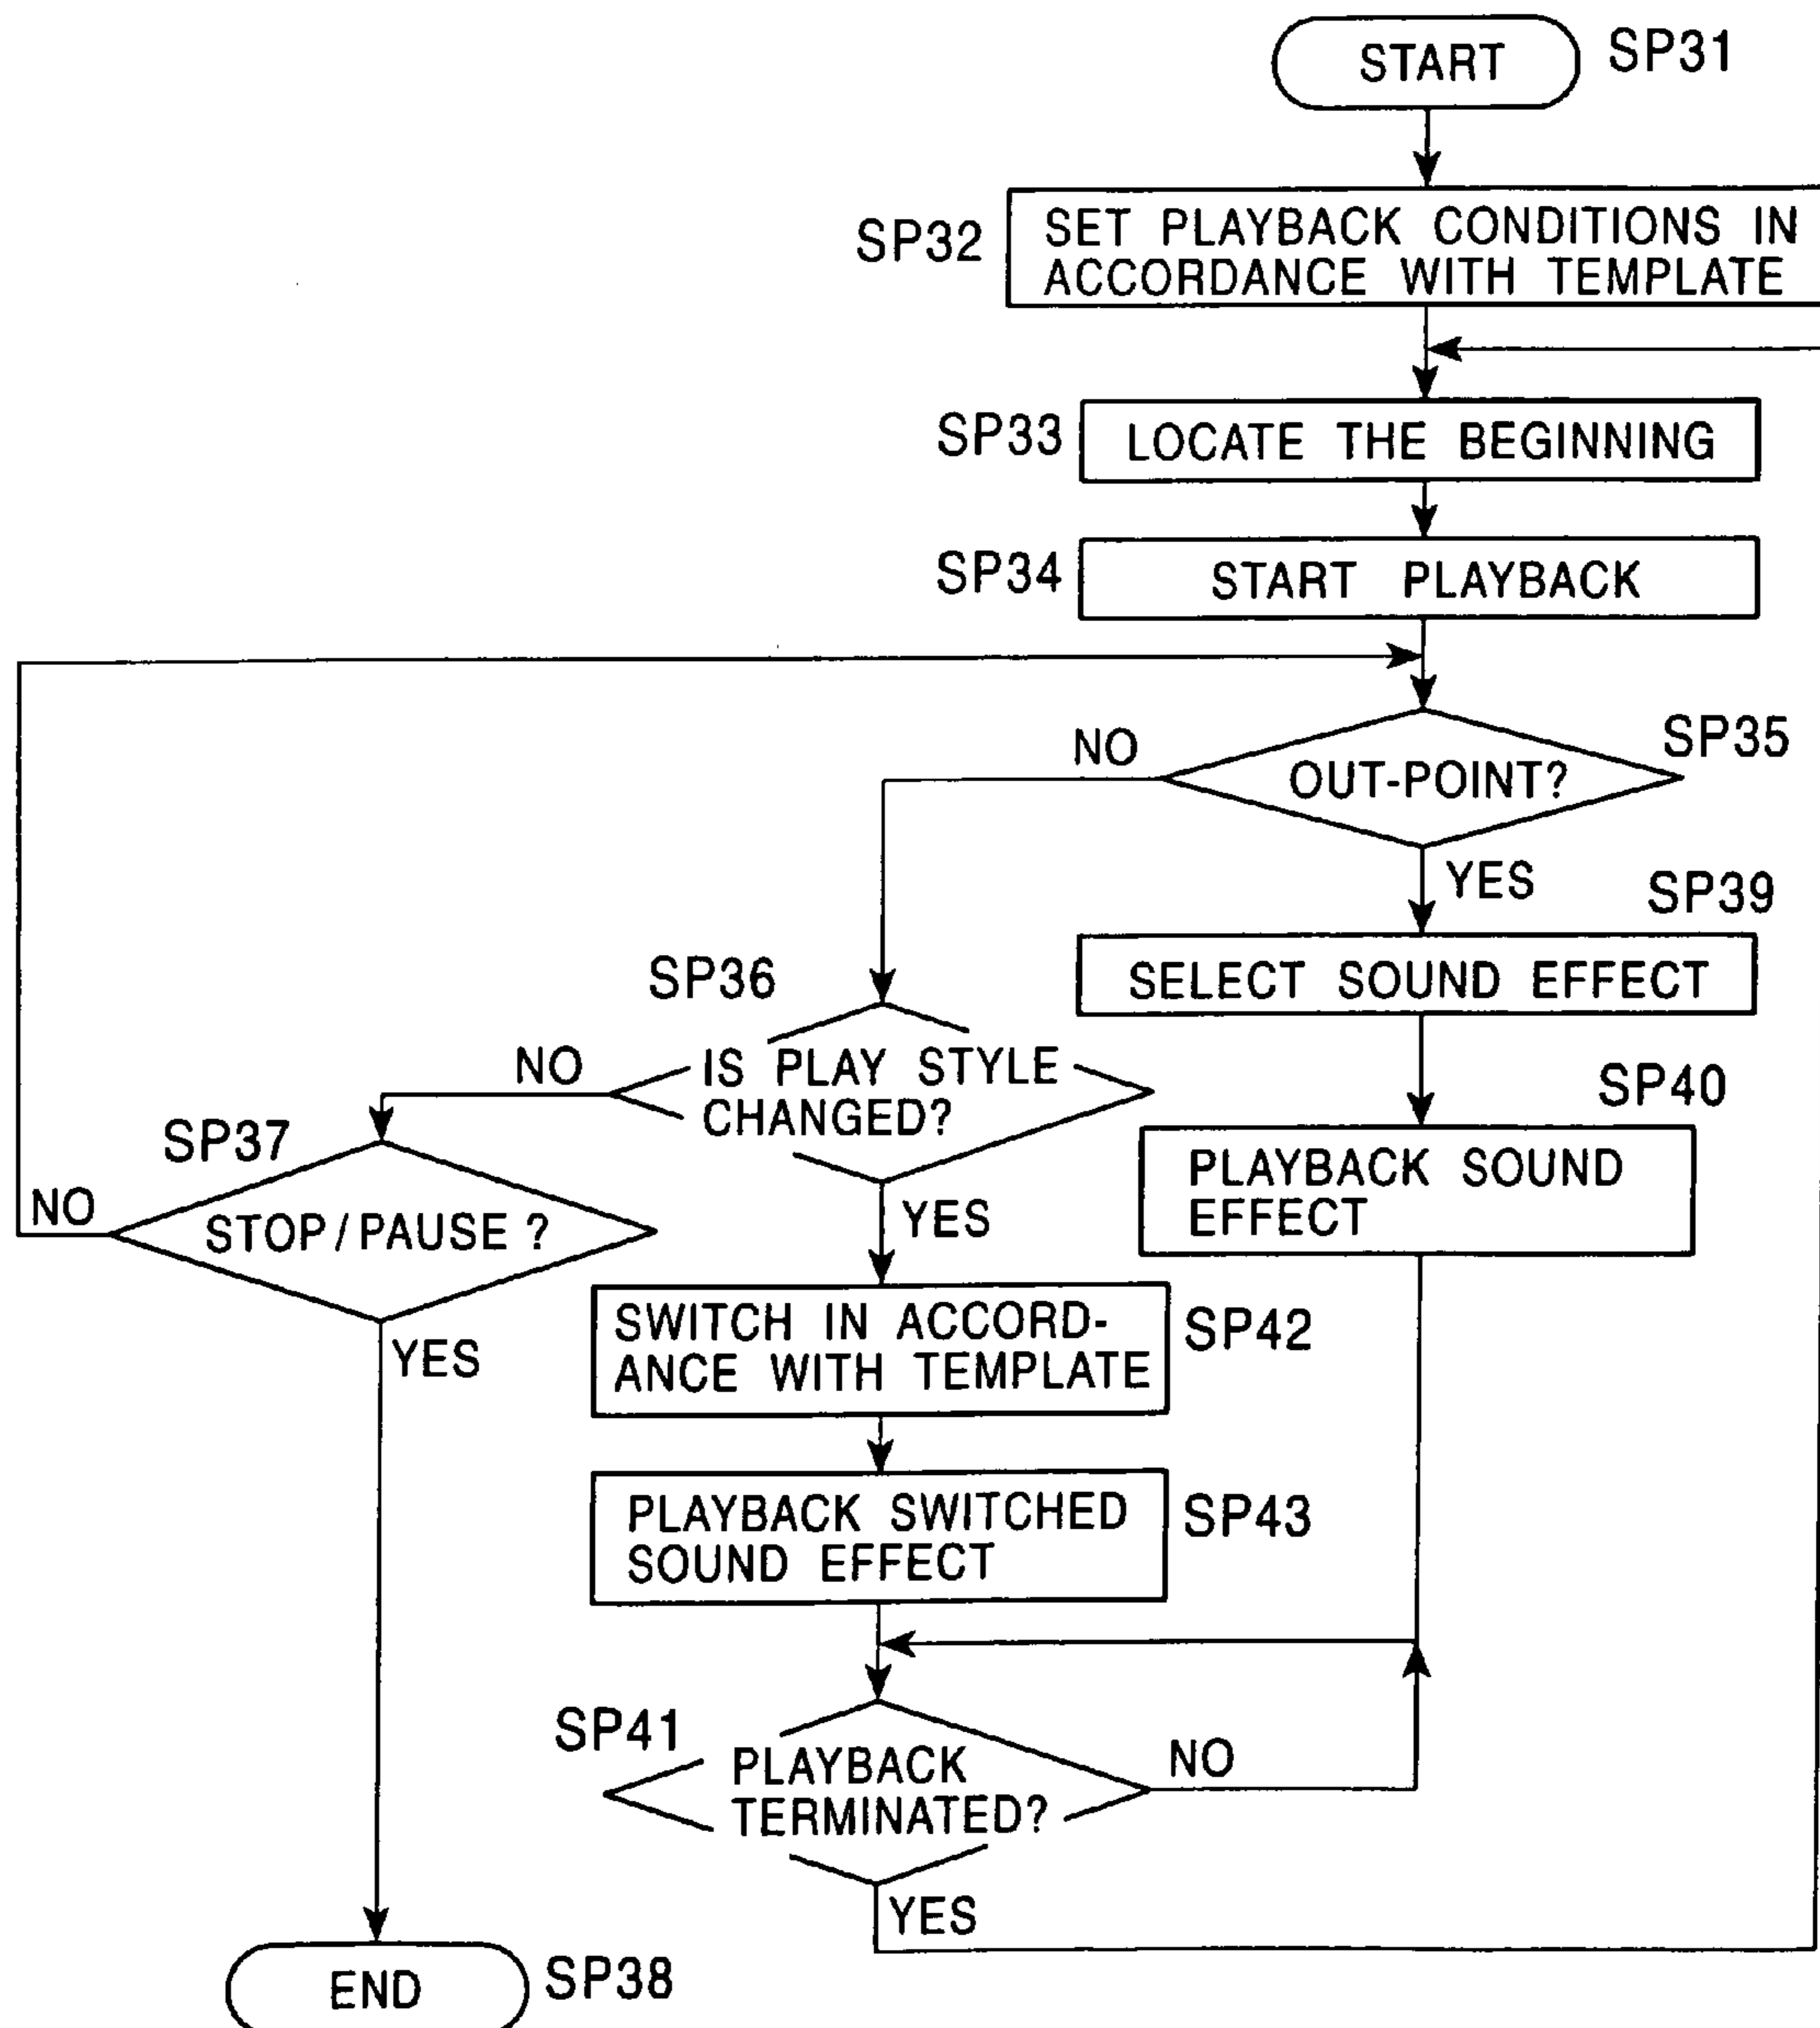 START
SP31
SP32
SET PLAYBACK CONDITIONS IN
ACCORDANCE WITH TEMPLATE
SP33
LOCATE THE BEGINNING
SP34
START PLAYBACK
SP35
OUT-POINT?
NO
YES
SP39
SELECT SOUND EFFECT
SP36
IS PLAY STYLE
CHANGED?
NO
YES
SP40
PLAYBACK SOUND
EFFECT
SP37
STOP/PAUSE ?
NO
YES
SWITCH IN ACCORD-
ANCE WITH TEMPLATE
SP42
PLAYBACK SWITCHED
SOUND EFFECT
SP43
SP41
PLAYBACK
TERMINATED?
NO
YES
END
SP38